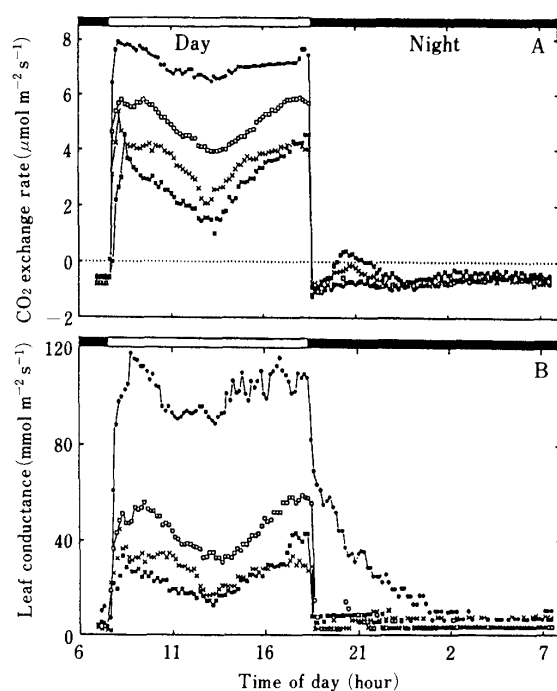 Day Night A
8
6
4
2
0
−2
CO₂ exchange rate (μmol m⁻² s⁻¹)
B
120
80
40
0
Leaf conductance (mmol m⁻² s⁻¹)
6 11 16 21 2 7
Time of day (hour)